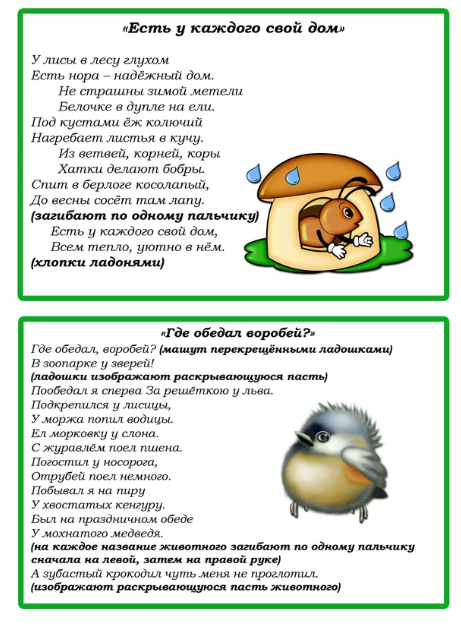 «Есть у каждого свой дом»
У лисы в лесу глухом
Есть нора – надёжный дом.
Не страшны зимой метели
Белочке в дупле на ели.
Под кустами ёж колючий
Нагребает листья в кучу.
Из ветвей, корней, коры
Хатки делают бобры.
Спит в берлоге косолапый,
До весны сосёт там лапу.
(загибают по одному пальчику)
Есть у каждого свой дом,
Всем тепло, уютно в нём.
(хлопки ладонями)
«Где обедал воробей?»
Где обедал, воробей? (машут перекрещёнными ладошками)
В зоопарке у зверей!
(ладошки изображают раскрывающуюся пасть)
Пообедал я сперва За решёткою у льва.
Подкрепился у лисицы,
У моржа попил водицы.
Ел морковку у слона.
С журавлём поел пшена.
Погостил у носорога,
Отрубей поел немного.
Побывал я на пиру
У хвостатых кенгуру.
Был на праздничном обеде
У мохнатого медведя.
(на каждое название животного загибают по одному пальчику
сначала на левой, затем на правой руке)
А зубастый крокодил чуть меня не проглотил.
(изображают раскрывающуюся пасть животного)